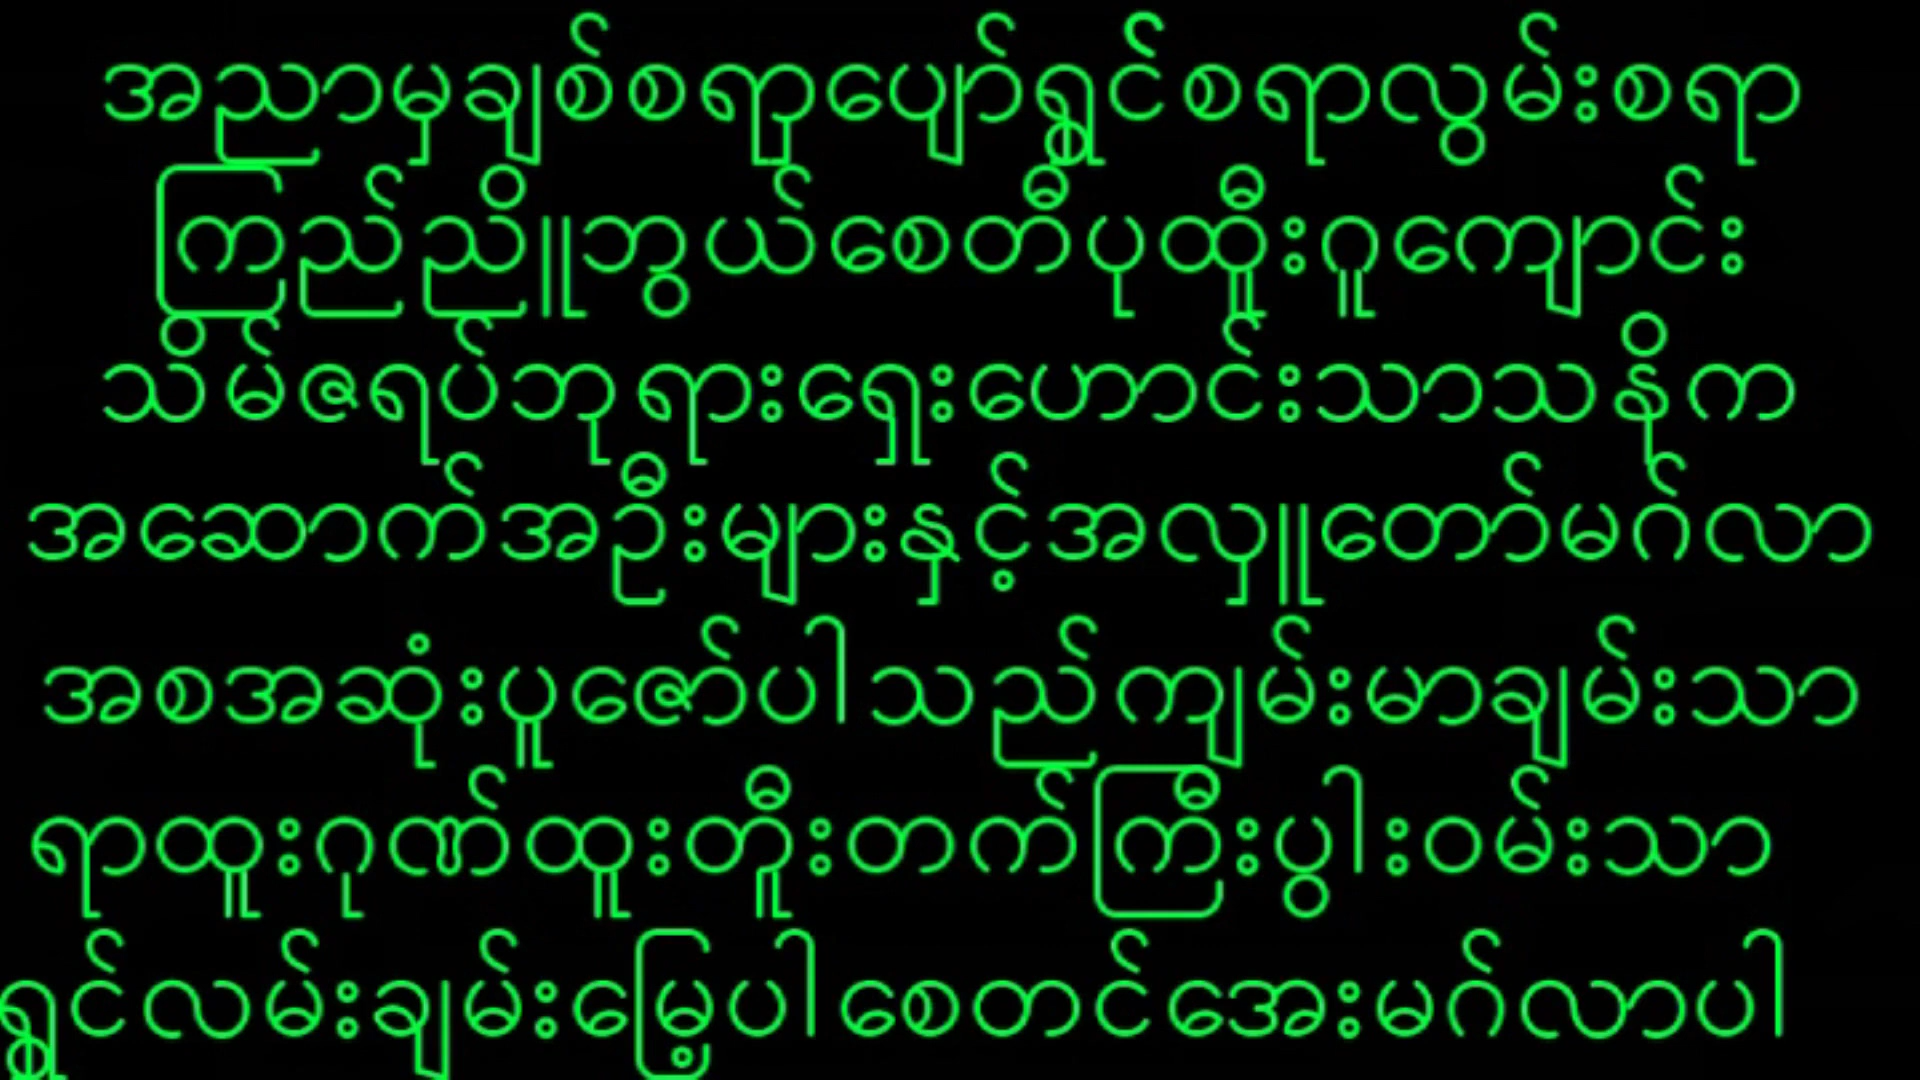 အညာမှချစ်စရာပျော်ရွှင်စရာလွမ်းစရာ
ကြည်ညိူဘွယ်စေတီပုထိူးဂူကျောင်း
သိမ်ဇရပ်ဘုရားရှေးဟောင်းသာသနိက
အဆောက်အဦးများနှင့်အလှူတော်မင်္ဂလာ
အစအဆုံးပူဇော်ပါသည်ကျမ်းမာချမ်းသာ
ရာထူးဂုဏ်ထူးတိူးတက်ကြီးပွါးဝမ်းသာ
ရွှင်လမ်းချမ်းမြေ့ပါစေတင်အေးမင်္ဂလာပါ